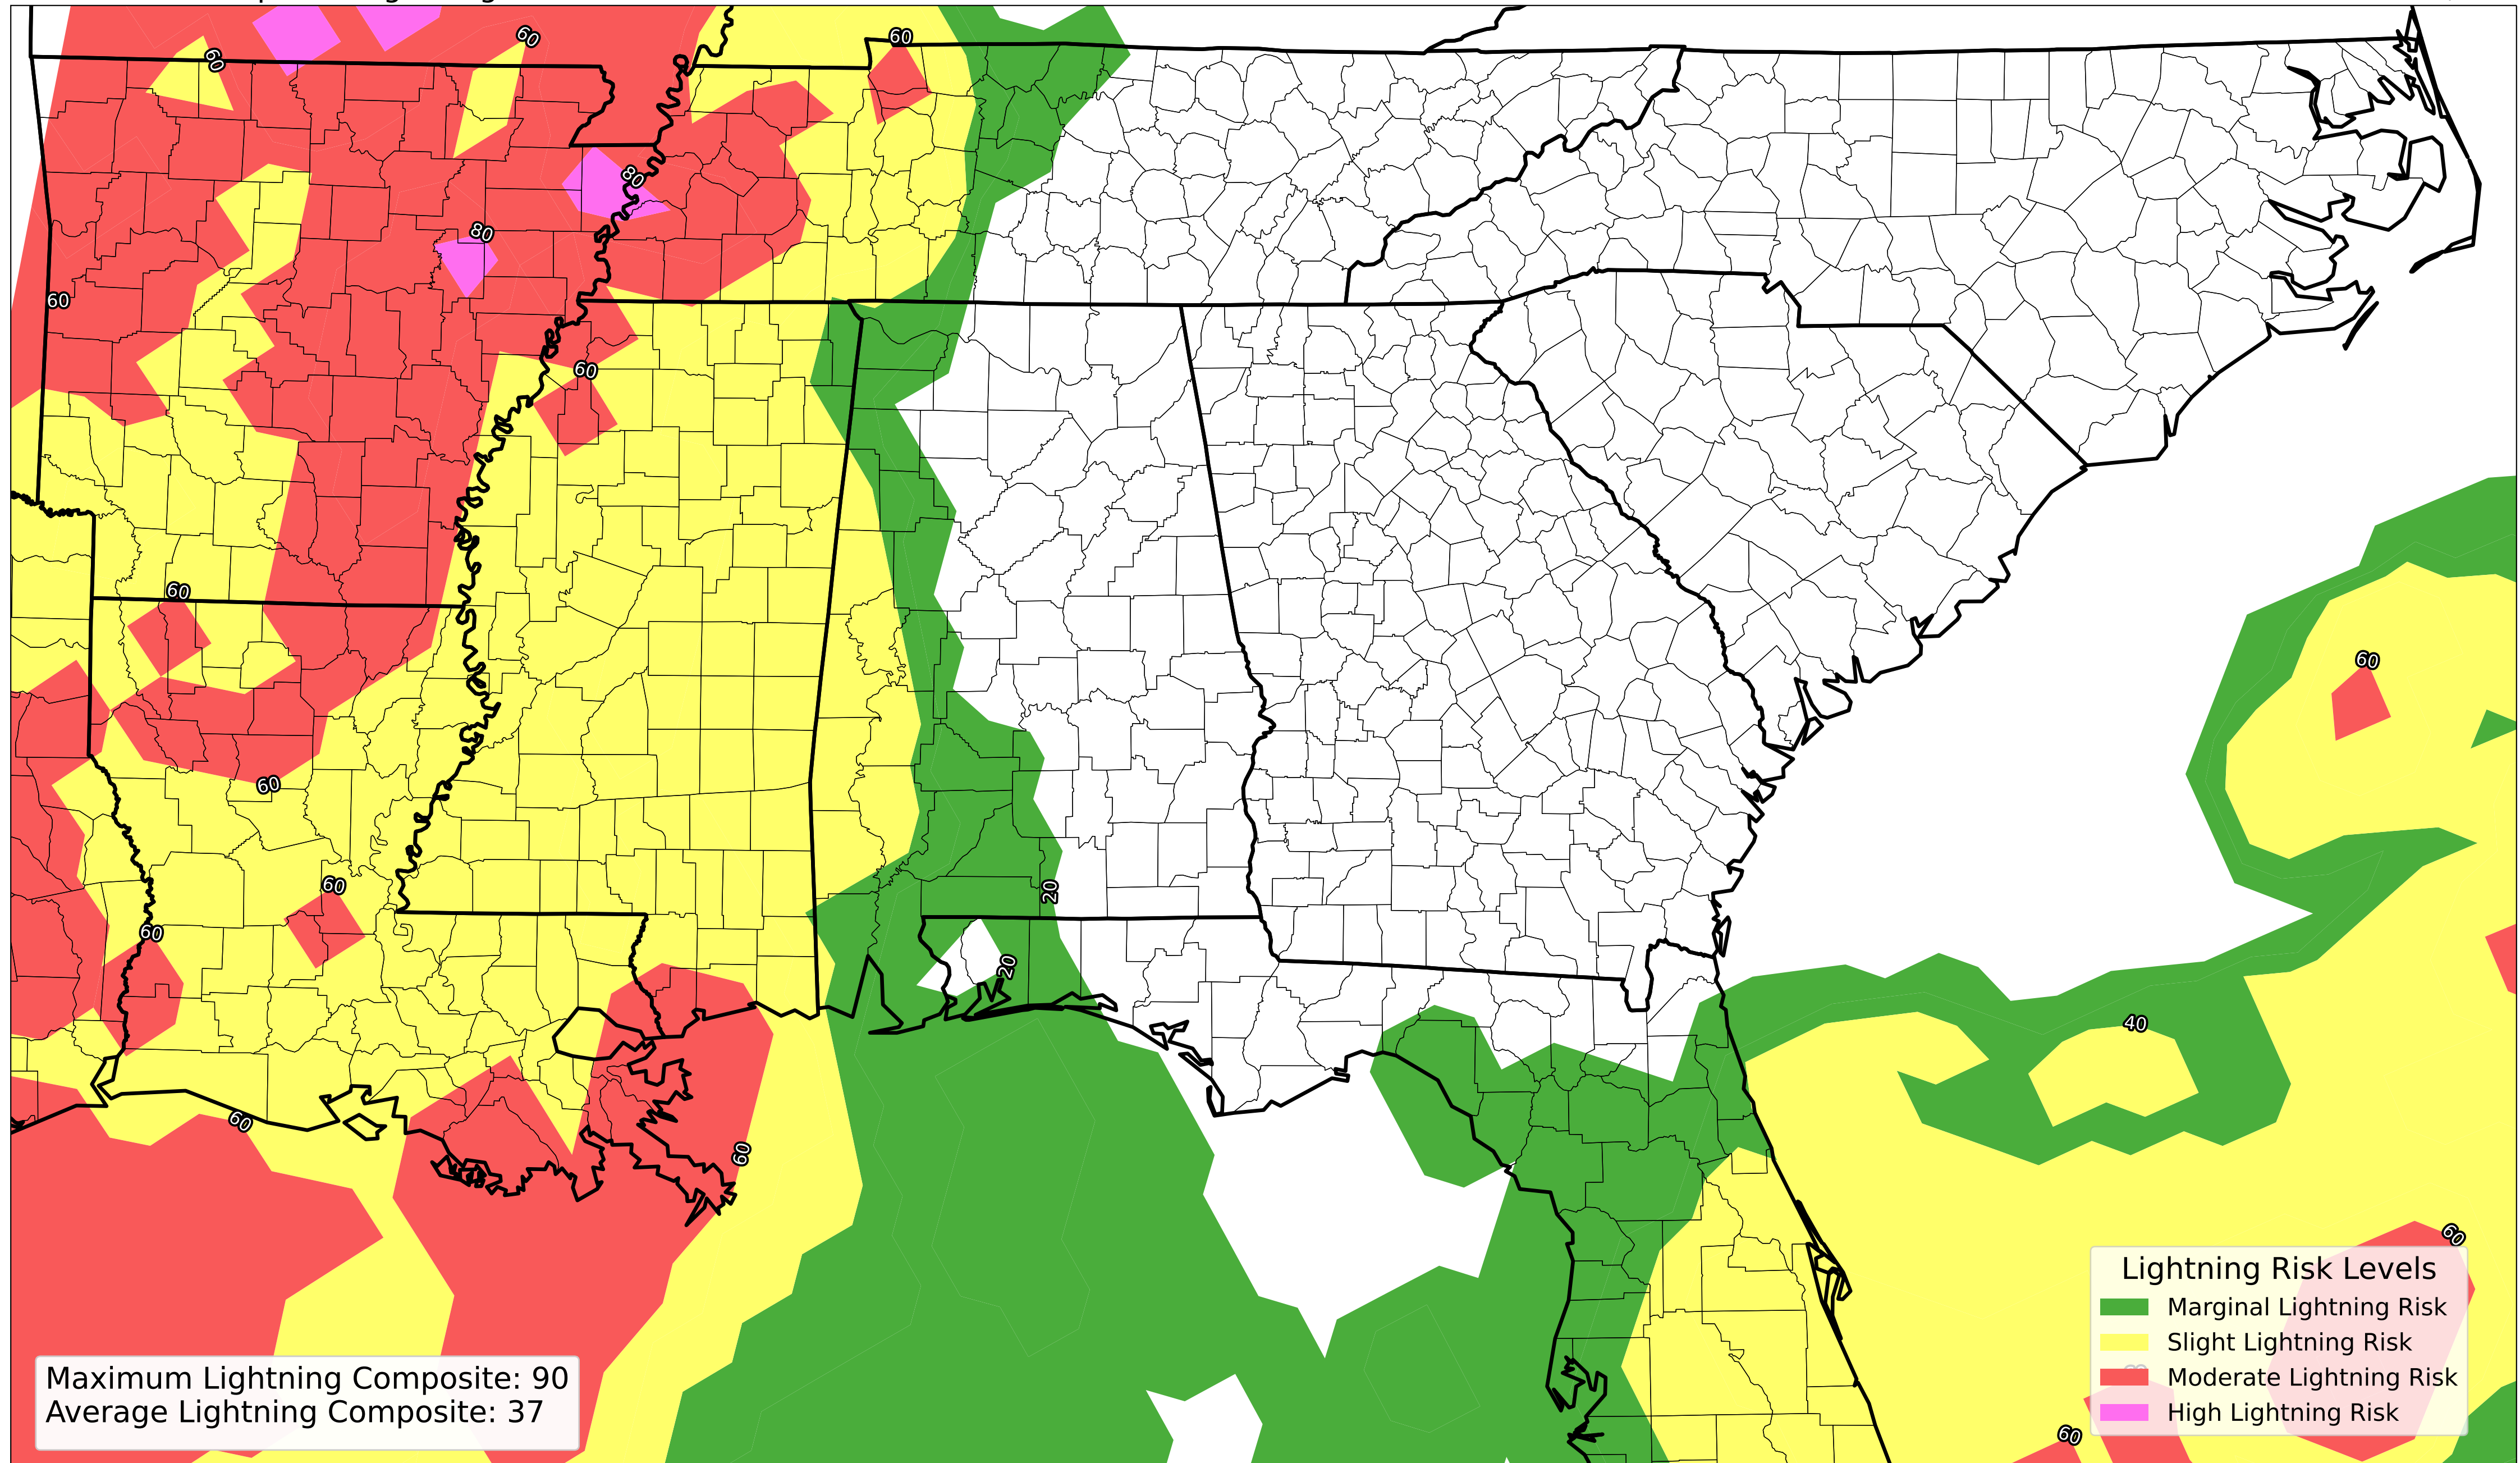 60
60
60
80
80
60
60
60
60
60
60
60
20
20
40
60
60
60
60
Lightning Risk Levels
Marginal Lightning Risk
Slight Lightning Risk
Moderate Lightning Risk
High Lightning Risk
60
Maximum Lightning Composite: 90
Average Lightning Composite: 37